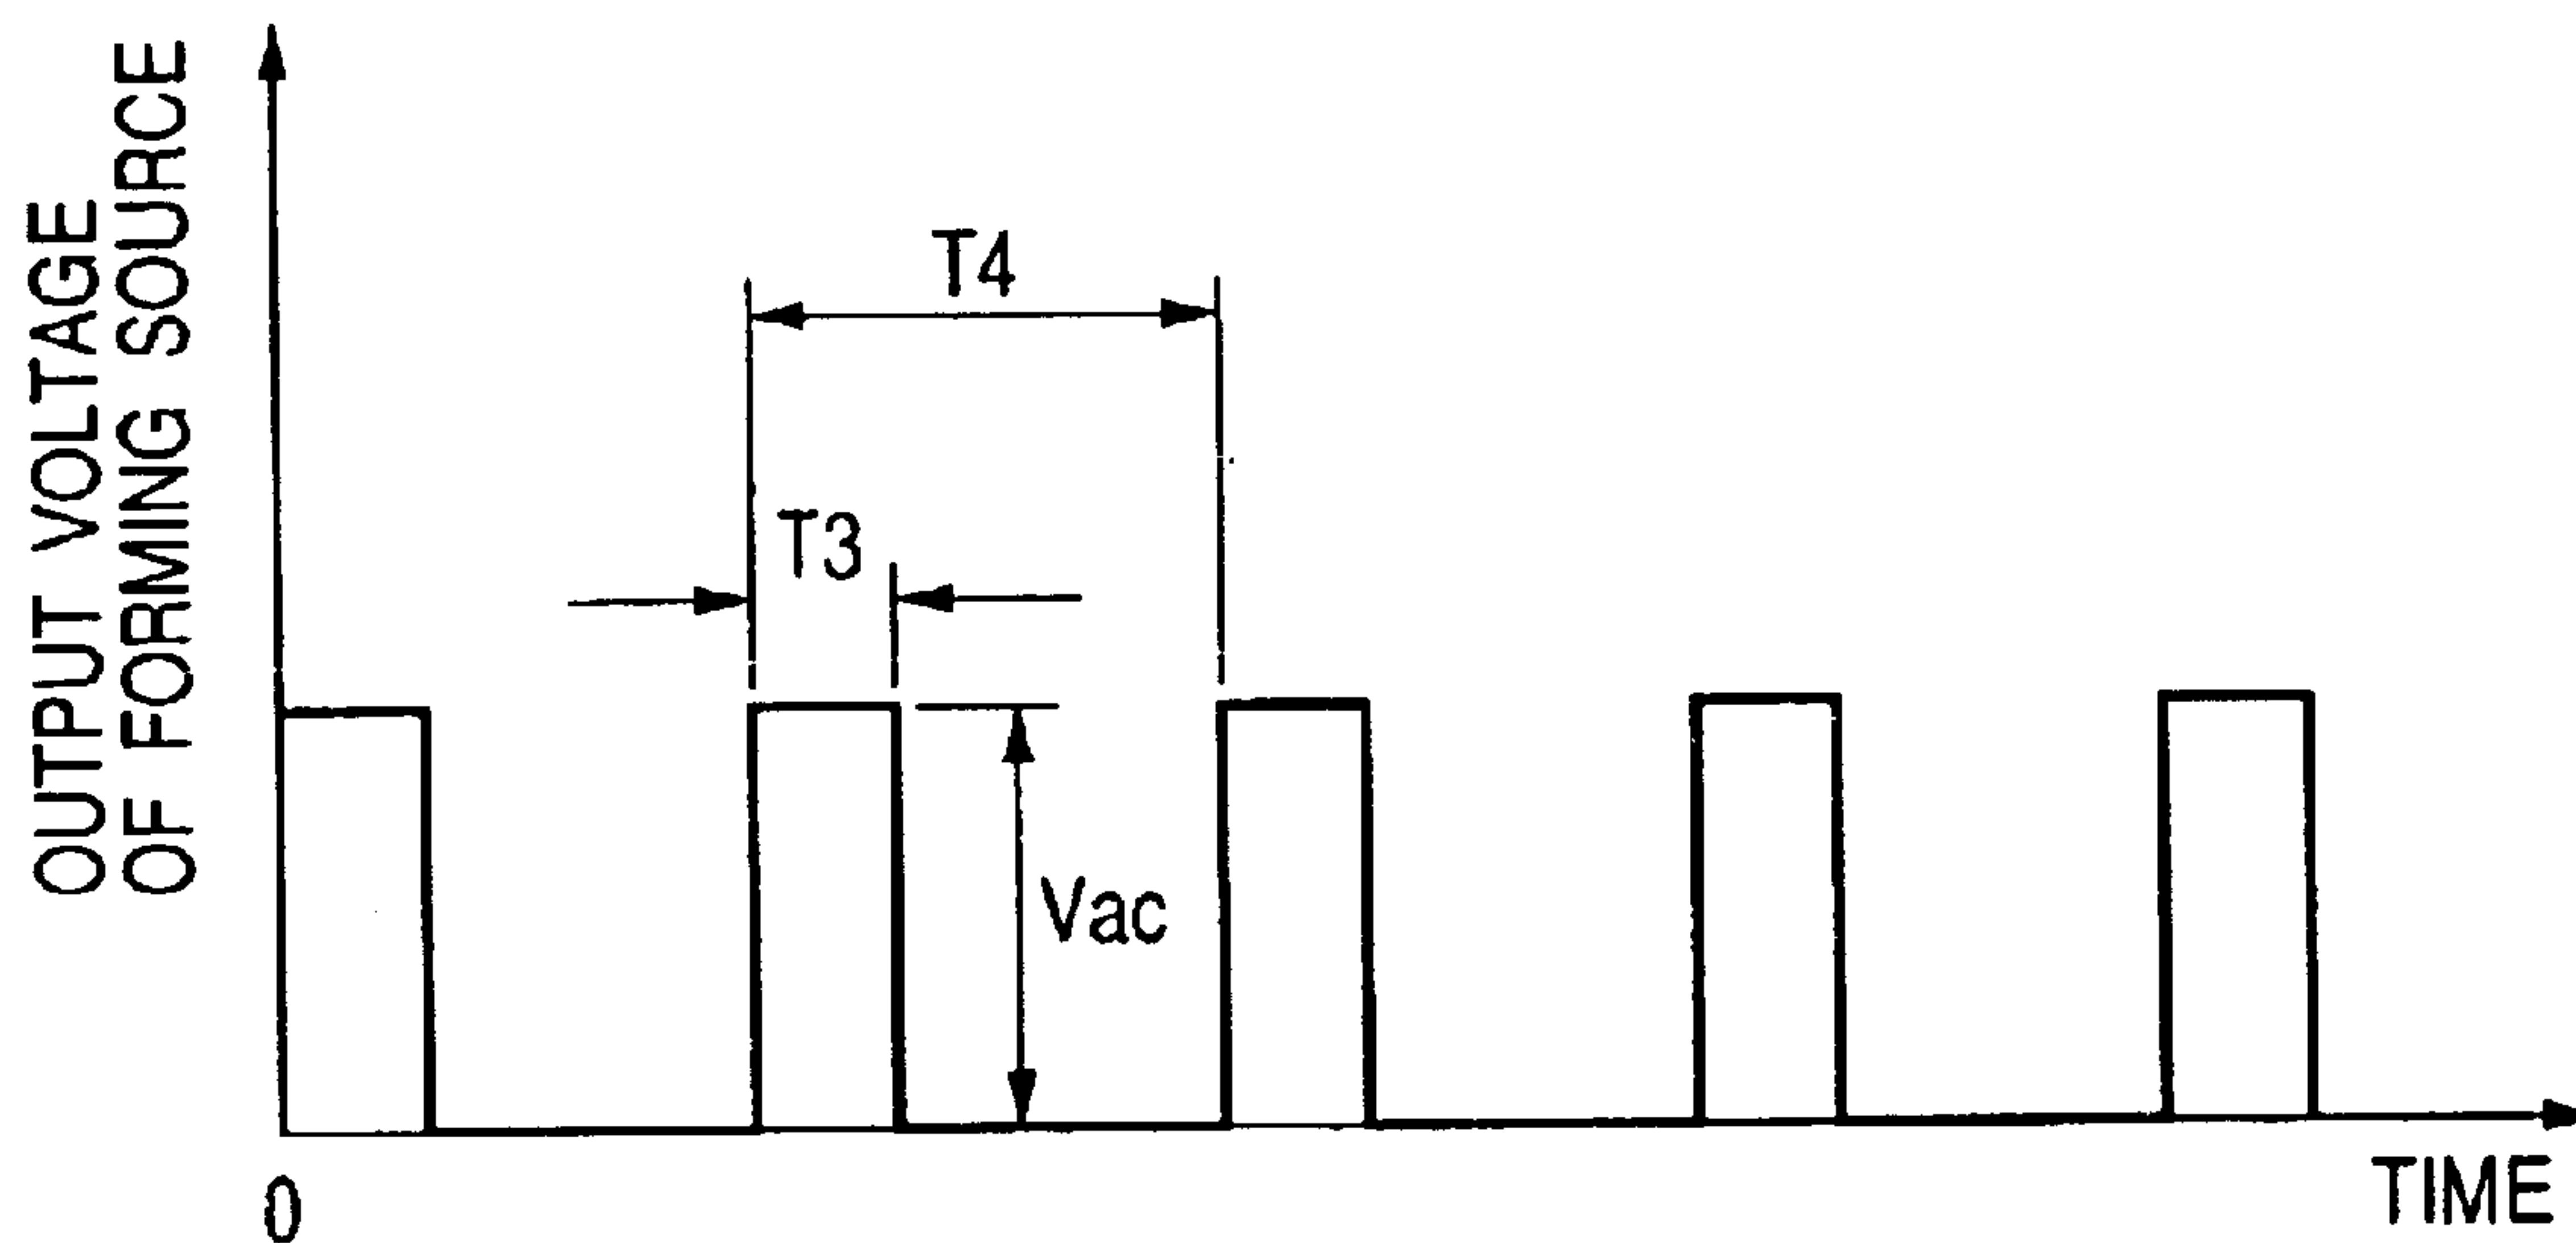 OUTPUT VOLTAGE
OF FORMING SOURCE
T4
T3
Vac
0
TIME